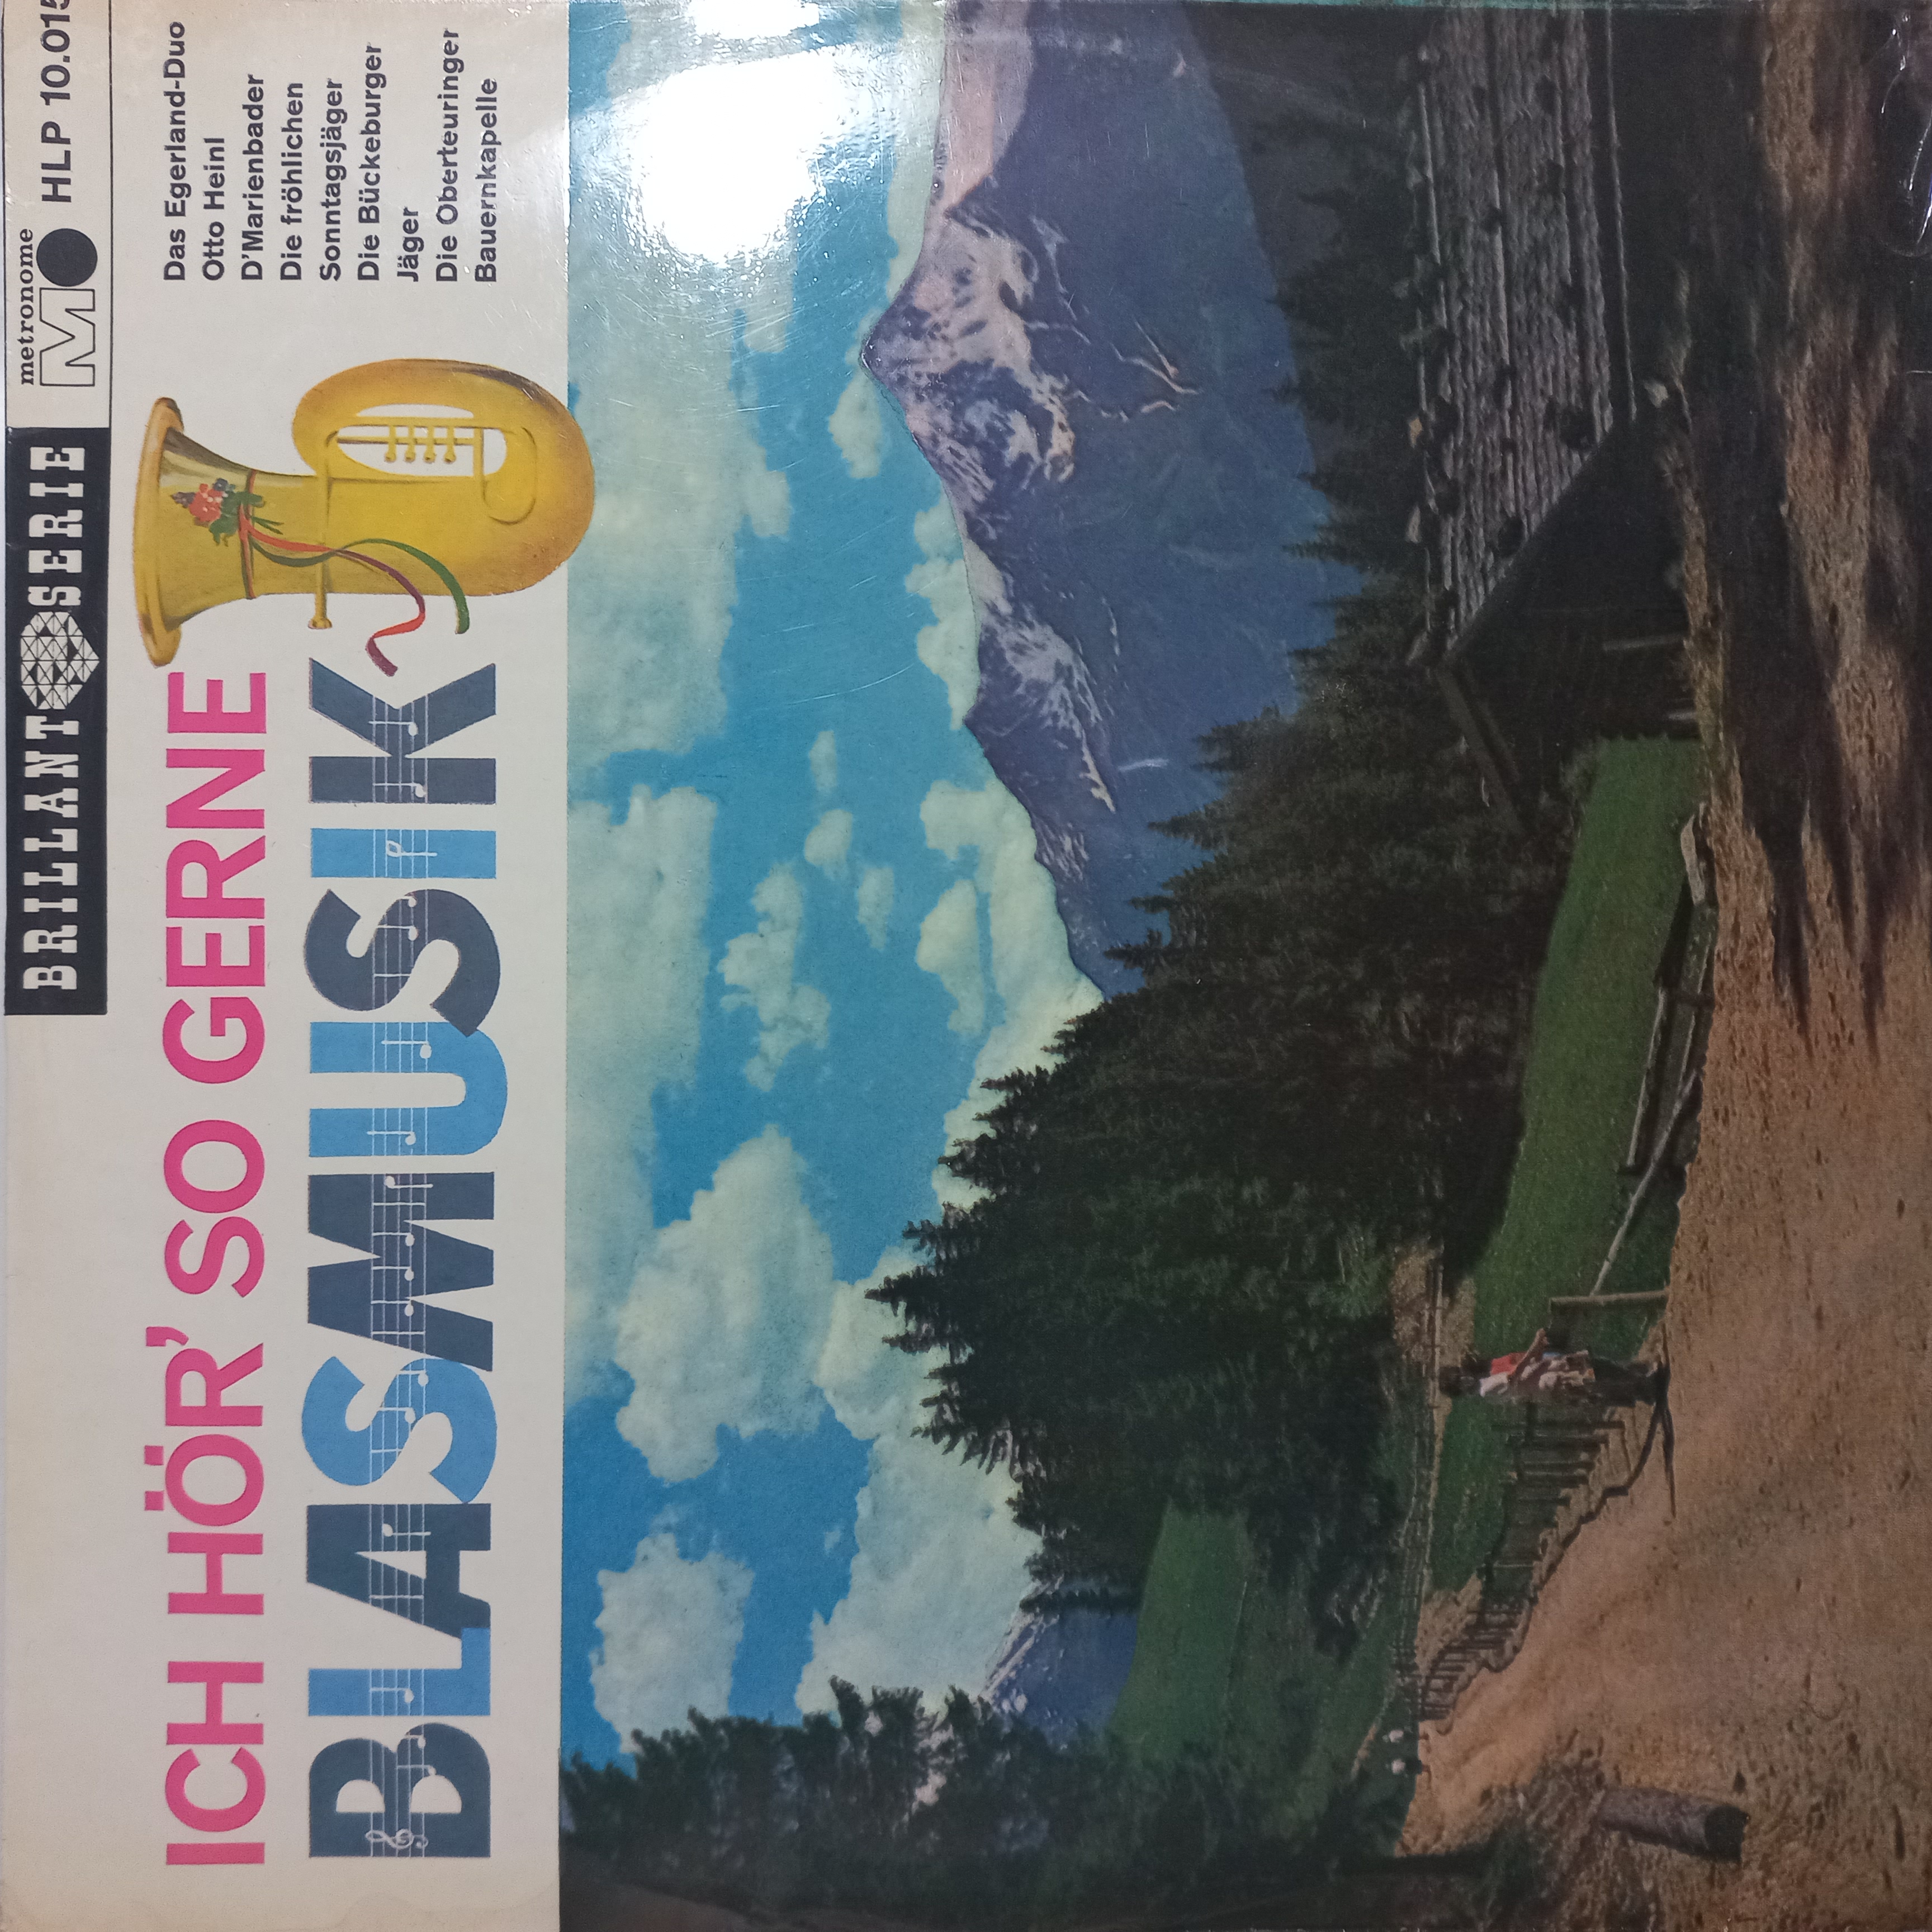 BRILLANT SERIE
metronome
M
HLP 10.015
ICH HÖR' SO GERNE
BLASMUSIK
Das Egerland-Duo
Otto Heinl
D'Marienbader
Die fröhlichen
Sonntagsjäger
Die Bückeburger
Jäger
Die Oberteuringer
Bauernkapelle